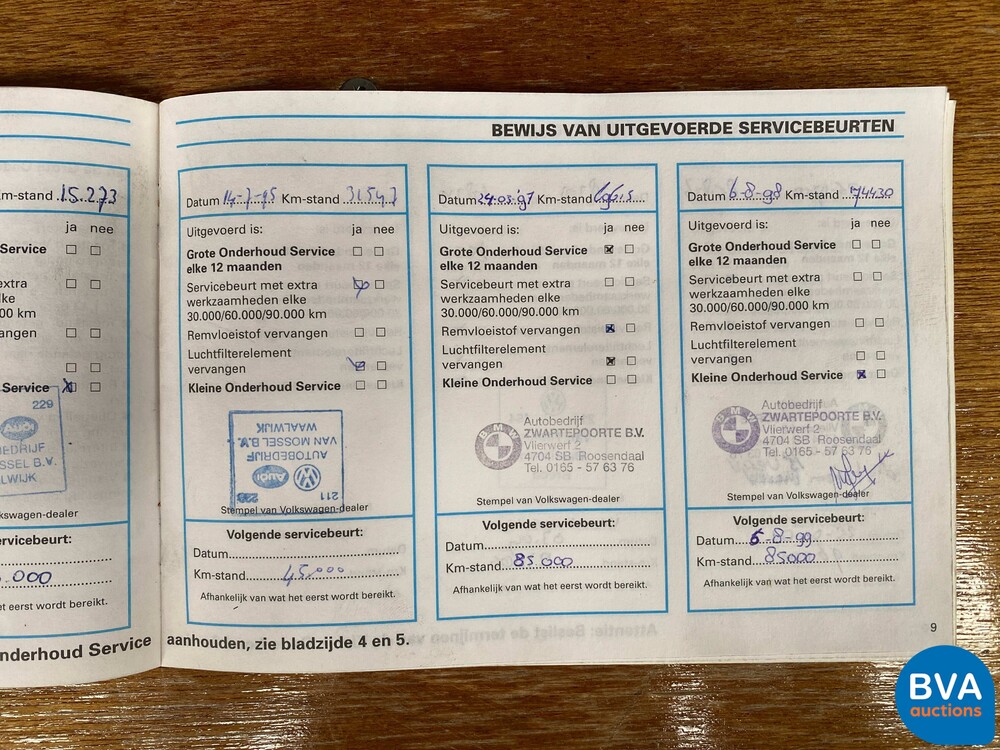 BEWIJS VAN UITGEVOERDE SERVICEBEURTEN
Km-stand 15.273
ja nee
Service
extra
lke
00 km
vangen
vangen
Service
229
Audi
EDRIJF
SSEL B.V.
LWIJK
kswagen-dealer
ervicebeurt:
.000
t eerst wordt bereikt.
nderhoud Service
Datum 14-7-95 Km-stand 31547
Uitgevoerd is: ja nee
Grote Onderhoud Service
elke 12 maanden
Servicebeurt met extra
werkzaamheden elke
30.000/60.000/90.000 km
Remvloeistof vervangen
Luchtfilterelement
vervangen
Kleine Onderhoud Service
211
Audi
AUTOBEDRIJF
VAN MOSSEL B.V.
WAALWIJK
Stempel van Volkswagen-dealer
Volgende servicebeurt:
Datum
Km-stand 45.000
Afhankelijk van wat het eerst wordt bereikt.
aanhouden, zie bladzijde 4 en 5.
Datum 24.03.'97 Km-stand
Uitgevoerd is: ja nee
Grote Onderhoud Service
elke 12 maanden
Servicebeurt met extra
werkzaamheden elke
30.000/60.000/90.000 km
Remvloeistof vervangen
Luchtfilterelement
vervangen
Kleine Onderhoud Service
BMW
Autobedrijf
ZWARTEPOORTE B.V.
Vlierwerf 2
4704 SB Roosendaal
Tel. 0165 - 57 63 76
Stempel van Volkswagen-dealer
Volgende servicebeurt:
Datum
Km-stand 85 000
Afhankelijk van wat het eerst wordt bereikt.
Datum 6-8-98 Km-stand 74430
Uitgevoerd is: ja nee
Grote Onderhoud Service
elke 12 maanden
Servicebeurt met extra
werkzaamheden elke
30.000/60.000/90.000 km
Remvloeistof vervangen
Luchtfilterelement
vervangen
Kleine Onderhoud Service
BMW
Autobedrijf
ZWARTEPOORTE B.V.
Vlierwerf 2
4704 SB Roosendaal
Tel. 0165 - 57 63 76
Stempel van Volkswagen-dealer
Volgende servicebeurt:
Datum 6-8-99
Km-stand 85000
Afhankelijk van wat het eerst wordt bereikt.
9
BVA
auctions